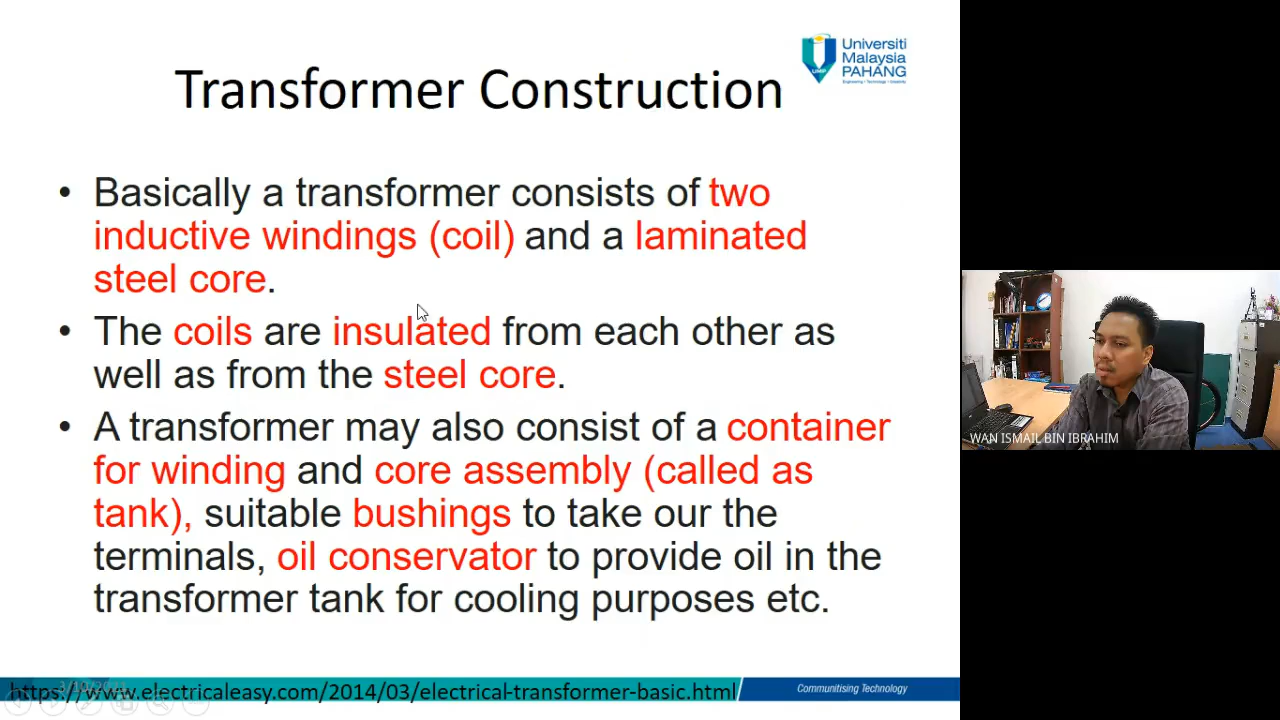 Transformer Construction
Universiti
Malaysia
PAHANG
UMP
Engineering • Technology • Creativity
• Basically a transformer consists of two
inductive windings (coil) and a laminated
steel core.
• The coils are insulated from each other as
well as from the steel core.
• A transformer may also consist of a container
for winding and core assembly (called as
tank), suitable bushings to take our the
terminals, oil conservator to provide oil in the
transformer tank for cooling purposes etc.
WAN ISMAIL BIN IBRAHIM
https://www.electricaleasy.com/2014/03/electrical-transformer-basic.html
Communitising Technology